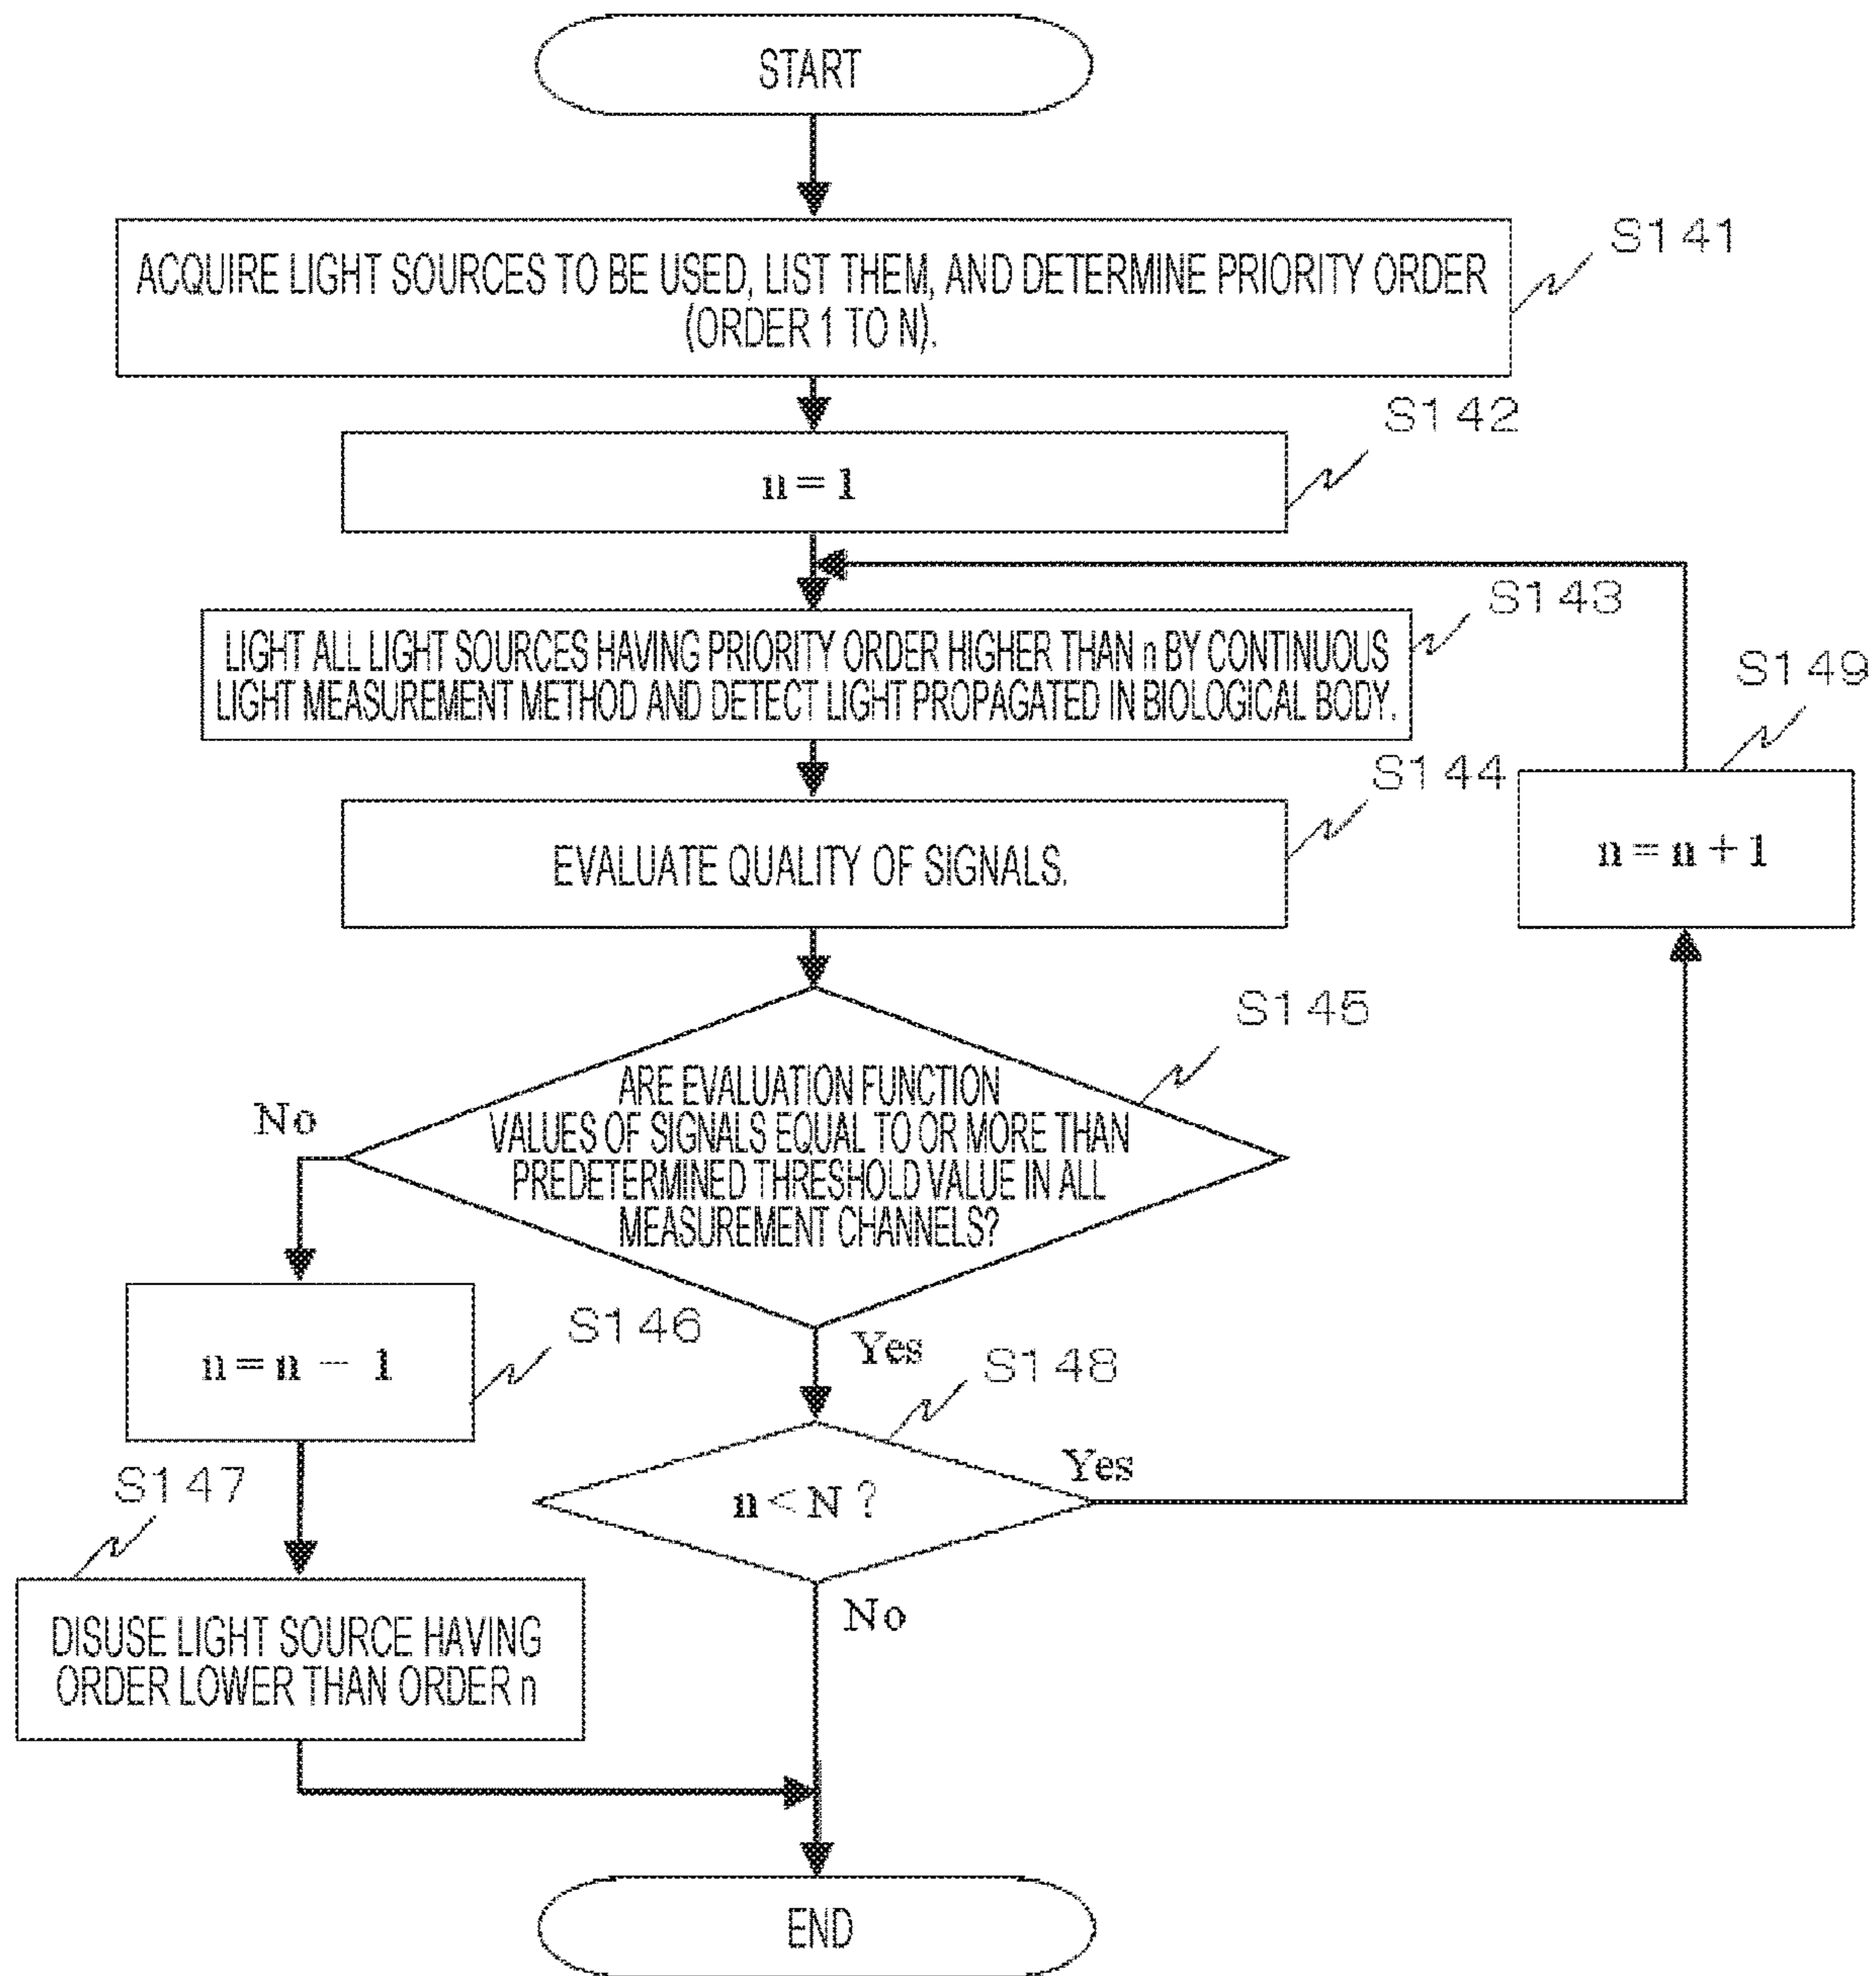 START
S141
ACQUIRE LIGHT SOURCES TO BE USED, LIST THEM, AND DETERMINE PRIORITY ORDER
(ORDER 1 TO N).
S142
n = 1
S143
LIGHT ALL LIGHT SOURCES HAVING PRIORITY ORDER HIGHER THAN n BY CONTINUOUS
LIGHT MEASUREMENT METHOD AND DETECT LIGHT PROPAGATED IN BIOLOGICAL BODY.
S149
n = n + 1
S144
EVALUATE QUALITY OF SIGNALS.
S145
ARE EVALUATION FUNCTION
VALUES OF SIGNALS EQUAL TO OR MORE THAN
PREDETERMINED THRESHOLD VALUE IN ALL
MEASUREMENT CHANNELS?
No
Yes
S146
n = n − 1
S148
n < N ?
Yes
No
S147
DISUSE LIGHT SOURCE HAVING
ORDER LOWER THAN ORDER n
END